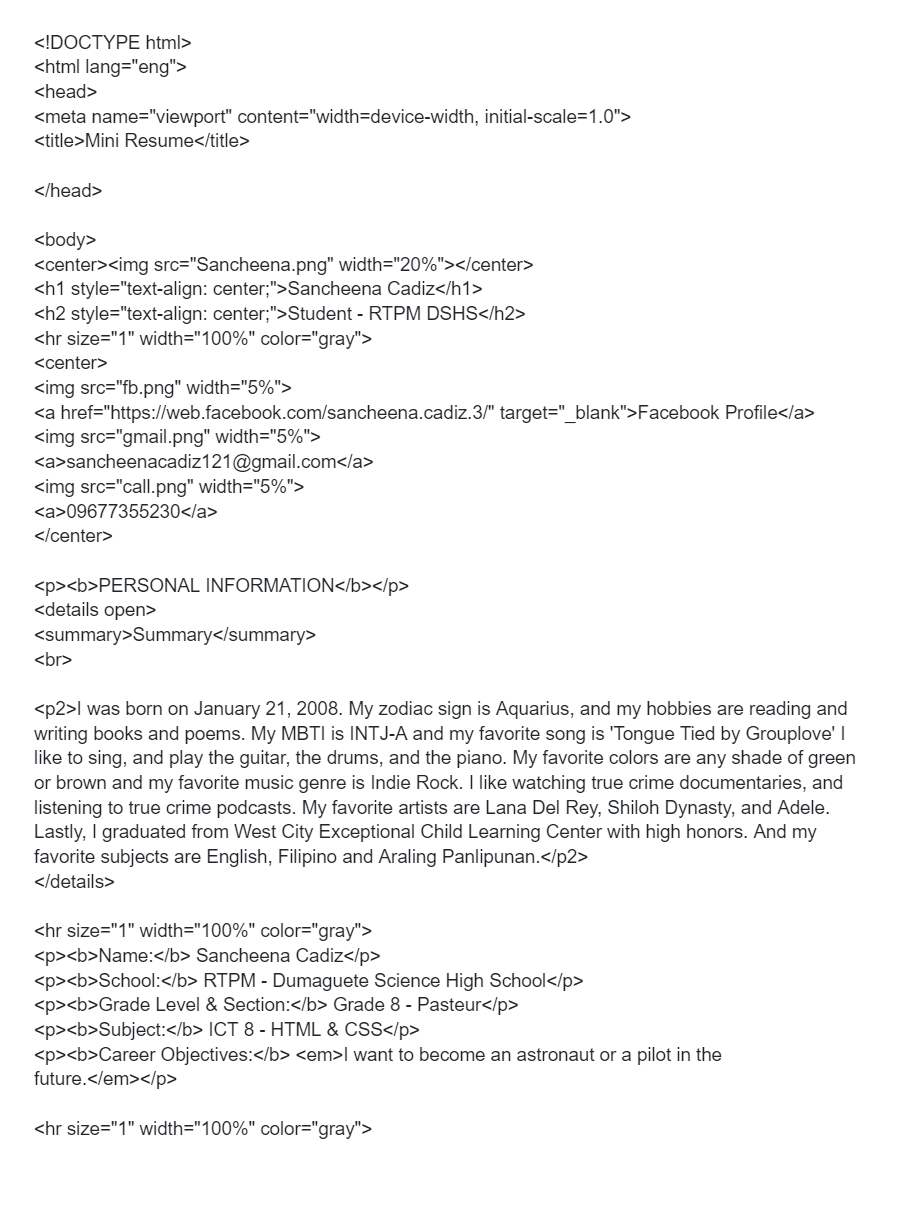 <!DOCTYPE html>
<html lang="eng">
<head>
<meta name="viewport" content="width=device-width, initial-scale=1.0">
<title>Mini Resume</title>
</head>
<body>
<center><img src="Sancheena.png" width="20%"></center>
<h1 style="text-align: center;">Sancheena Cadiz</h1>
<h2 style="text-align: center;">Student - RTPM DSHS</h2>
<hr size="1" width="100%" color="gray">
<center>
<img src="fb.png" width="5%">
<a href="https://web.facebook.com/sancheena.cadiz.3/" target="_blank">Facebook Profile</a>
<img src="gmail.png" width="5%">
<a>sancheenacadiz121@gmail.com</a>
<img src="call.png" width="5%">
<a>09677355230</a>
</center>
<p><b>PERSONAL INFORMATION</b></p>
<details open>
<summary>Summary</summary>
<br>
<p2>I was born on January 21, 2008. My zodiac sign is Aquarius, and my hobbies are reading and
writing books and poems. My MBTI is INTJ-A and my favorite song is 'Tongue Tied by Grouplove' I
like to sing, and play the guitar, the drums, and the piano. My favorite colors are any shade of green
or brown and my favorite music genre is Indie Rock. I like watching true crime documentaries, and
listening to true crime podcasts. My favorite artists are Lana Del Rey, Shiloh Dynasty, and Adele.
Lastly, I graduated from West City Exceptional Child Learning Center with high honors. And my
favorite subjects are English, Filipino and Araling Panlipunan.</p2>
</details>
<hr size="1" width="100%" color="gray">
<p><b>Name:</b> Sancheena Cadiz</p>
<p><b>School:</b> RTPM - Dumaguete Science High School</p>
<p><b>Grade Level & Section:</b> Grade 8 - Pasteur</p>
<p><b>Subject:</b> ICT 8 - HTML & CSS</p>
<p><b>Career Objectives:</b> <em>I want to become an astronaut or a pilot in the
future.</em></p>
<hr size="1" width="100%" color="gray">